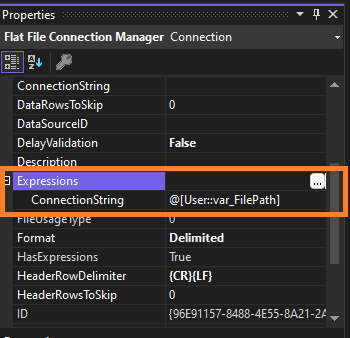 Properties
Flat File Connection Manager Connection
ConnectionString
DataRowsToSkip 0
DataSourceID
DelayValidation False
Description
Expressions ...
ConnectionString @[User::var_FilePath]
FileUsageType 0
Format Delimited
HasExpressions True
HeaderRowDelimiter {CR}{LF}
HeaderRowsToSkip 0
ID {96E91157-8488-4E55-8A21-2A